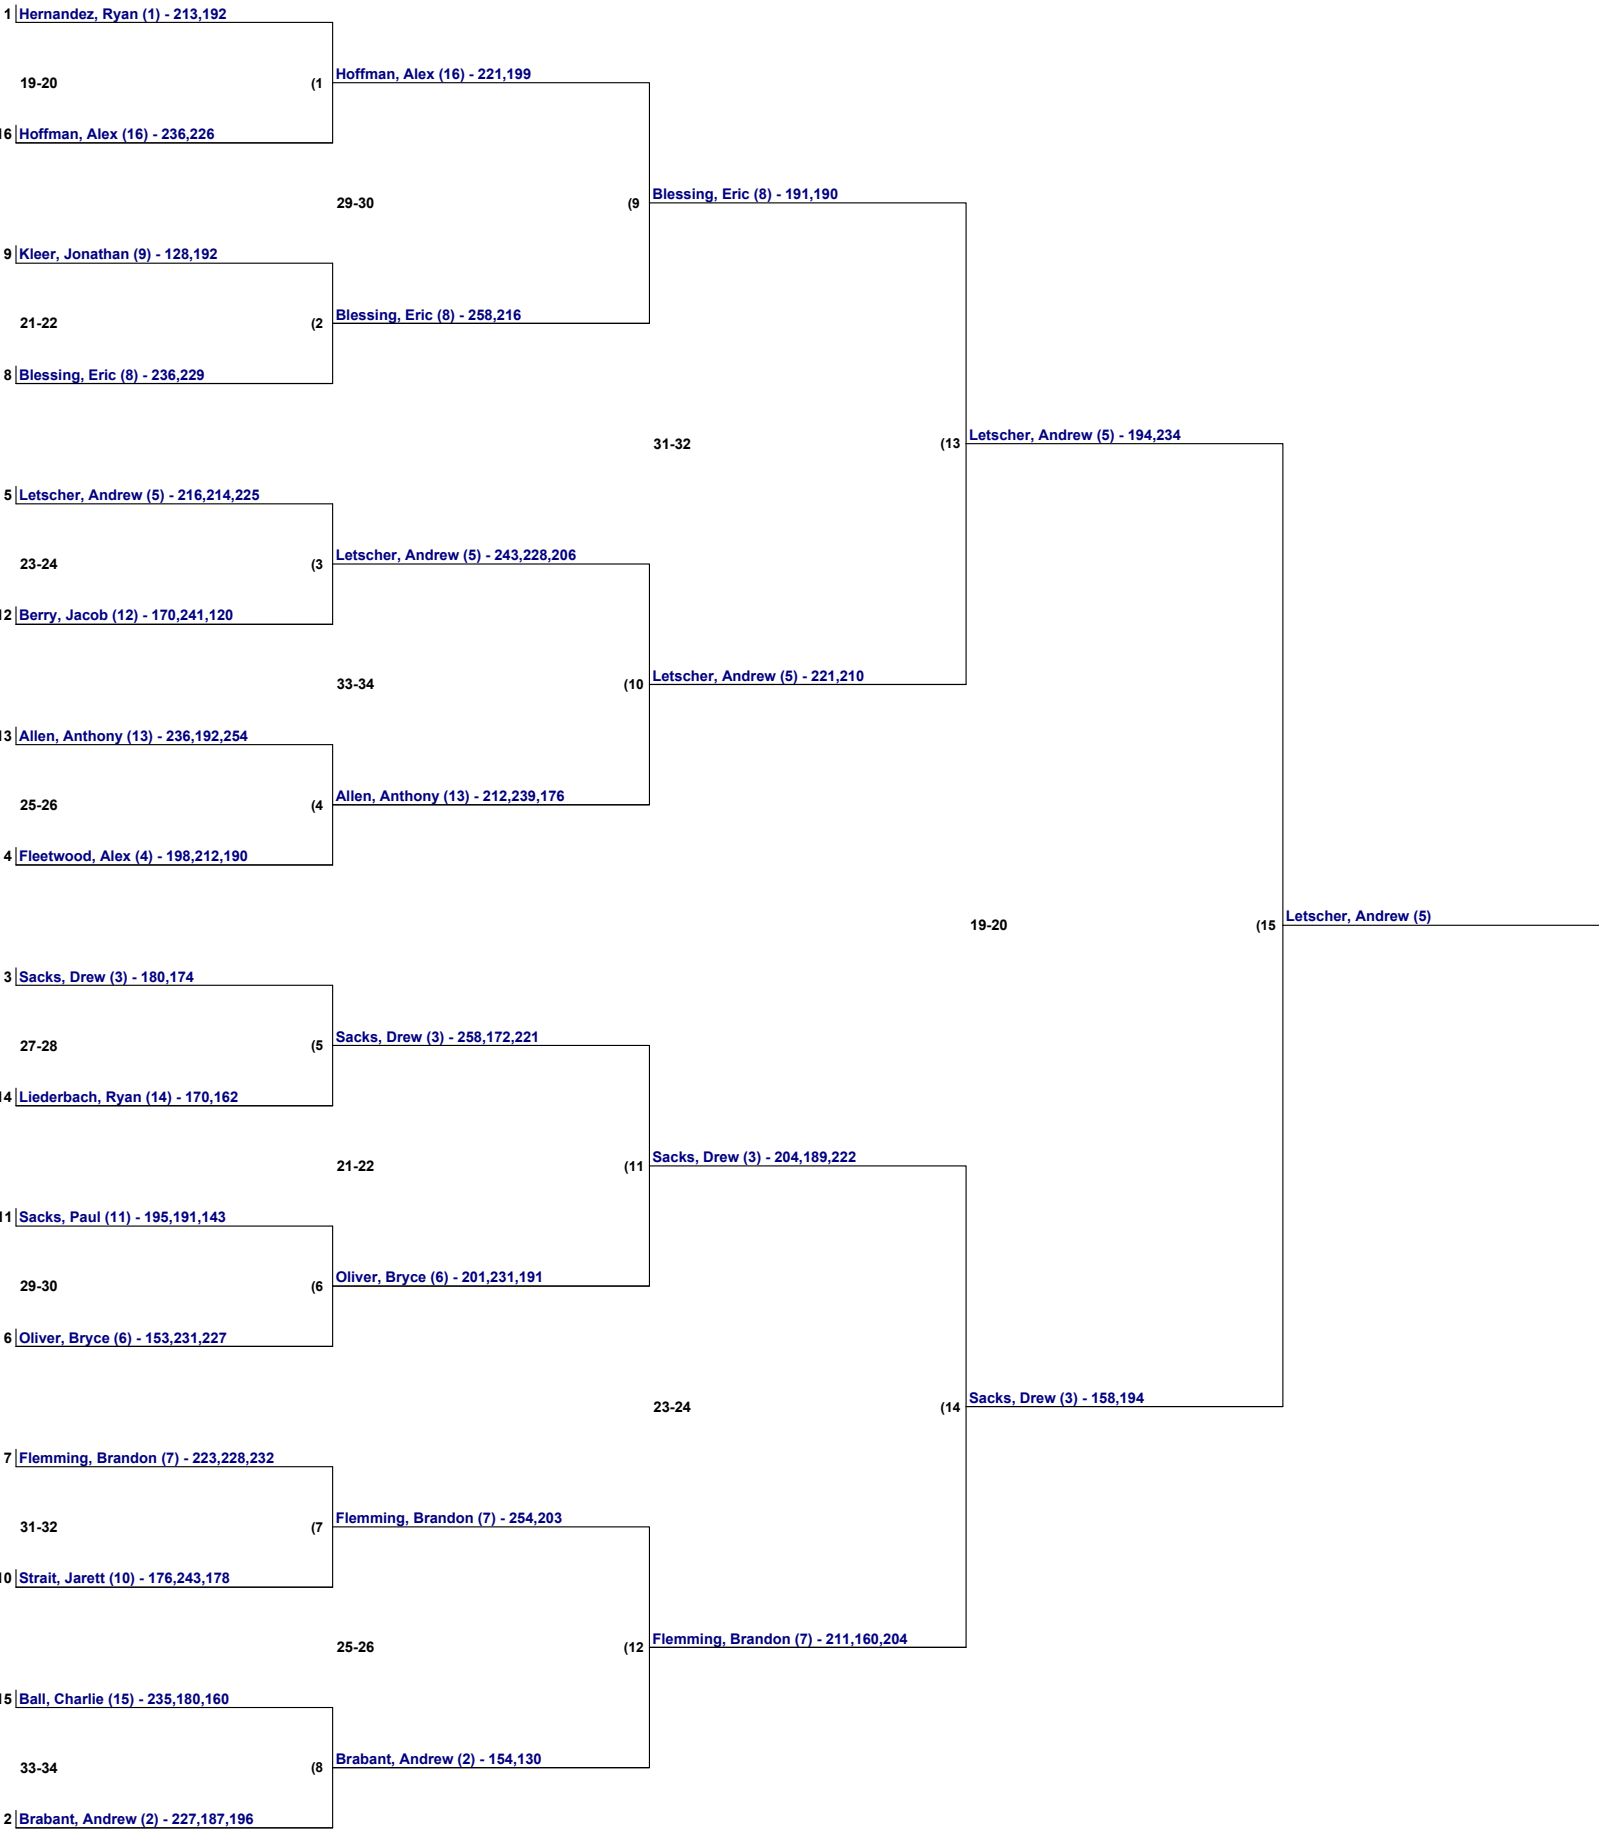 1 Hernandez, Ryan (1) - 213,192
Hoffman, Alex (16) - 221,199
19-20 (1
16 Hoffman, Alex (16) - 236,226
Blessing, Eric (8) - 191,190
29-30 (9
9 Kleer, Jonathan (9) - 128,192
Blessing, Eric (8) - 258,216
21-22 (2
8 Blessing, Eric (8) - 236,229
Letscher, Andrew (5) - 194,234
31-32 (13
5 Letscher, Andrew (5) - 216,214,225
Letscher, Andrew (5) - 243,228,206
23-24 (3
12 Berry, Jacob (12) - 170,241,120
Letscher, Andrew (5) - 221,210
33-34 (10
13 Allen, Anthony (13) - 236,192,254
Allen, Anthony (13) - 212,239,176
25-26 (4
4 Fleetwood, Alex (4) - 198,212,190
Letscher, Andrew (5)
19-20 (15
3 Sacks, Drew (3) - 180,174
Sacks, Drew (3) - 258,172,221
27-28 (5
14 Liederbach, Ryan (14) - 170,162
Sacks, Drew (3) - 204,189,222
21-22 (11
11 Sacks, Paul (11) - 195,191,143
Oliver, Bryce (6) - 201,231,191
29-30 (6
6 Oliver, Bryce (6) - 153,231,227
Sacks, Drew (3) - 158,194
23-24 (14
7 Flemming, Brandon (7) - 223,228,232
Flemming, Brandon (7) - 254,203
31-32 (7
10 Strait, Jarett (10) - 176,243,178
Flemming, Brandon (7) - 211,160,204
25-26 (12
15 Ball, Charlie (15) - 235,180,160
Brabant, Andrew (2) - 154,130
33-34 (8
2 Brabant, Andrew (2) - 227,187,196